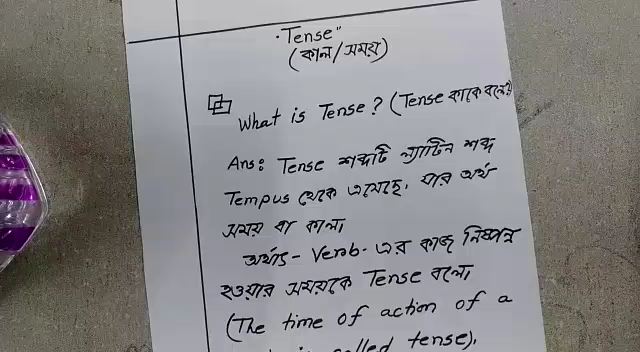 "Tense"
(কাল/সময়)
What is Tense? (Tense কাকে বলে?
Ans: Tense শব্দটি ল্যাটিন শব্দ
Tempus থেকে এসেছে, যার অর্থ
সময় বা কাল।
অর্থাৎ - Verb-এর কাজ নিষ্পন্ন
হওয়ার সময়কে Tense বলে।
(The time of action of a
is called tense).